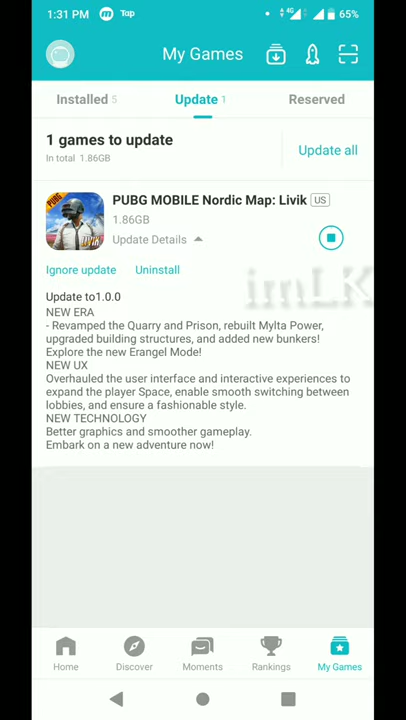 1:31 PM Tap 4G 65%
My Games
Installed 5 Update 1 Reserved
1 games to update
In total 1.86GB
Update all
PUBG MOBILE Nordic Map: Livik US
1.86GB
Update Details
Ignore update Uninstall
imLK
Update to1.0.0
NEW ERA
- Revamped the Quarry and Prison, rebuilt Mylta Power,
upgraded building structures, and added new bunkers!
Explore the new Erangel Mode!
NEW UX
Overhauled the user interface and interactive experiences to
expand the player Space, enable smooth switching between
lobbies, and ensure a fashionable style.
NEW TECHNOLOGY
Better graphics and smoother gameplay.
Embark on a new adventure now!
Home Discover Moments Rankings My Games
PUBG
LIVIK